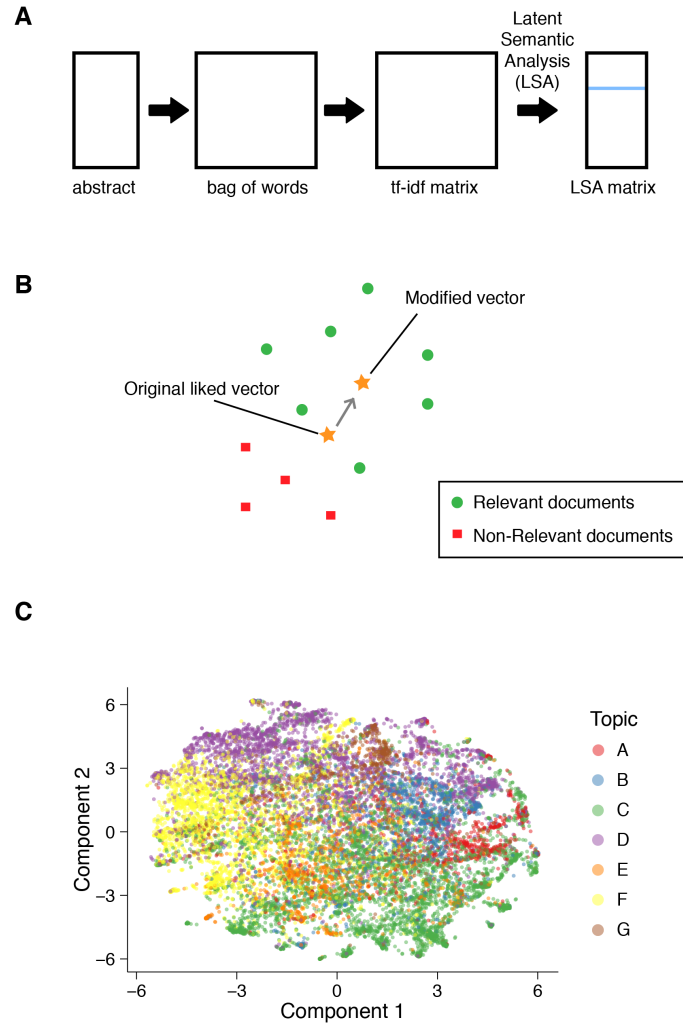 A
Latent
Semantic
Analysis
(LSA)
abstract
bag of words
tf-idf matrix
LSA matrix
B
Modified vector
Original liked vector
Relevant documents
Non-Relevant documents
C
6
3
0
−3
−6
Component 2
−6
−3
0
3
6
Component 1
Topic
A
B
C
D
E
F
G